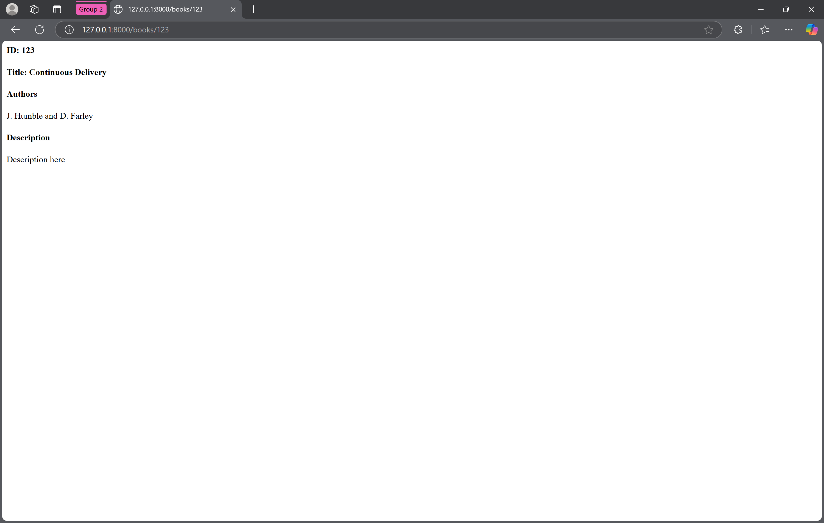 Group 2
127.0.0.1:8000/books/123
127.0.0.1:8000/books/123
ID: 123
Title: Continuous Delivery
Authors
J. Humble and D. Farley
Description
Description here